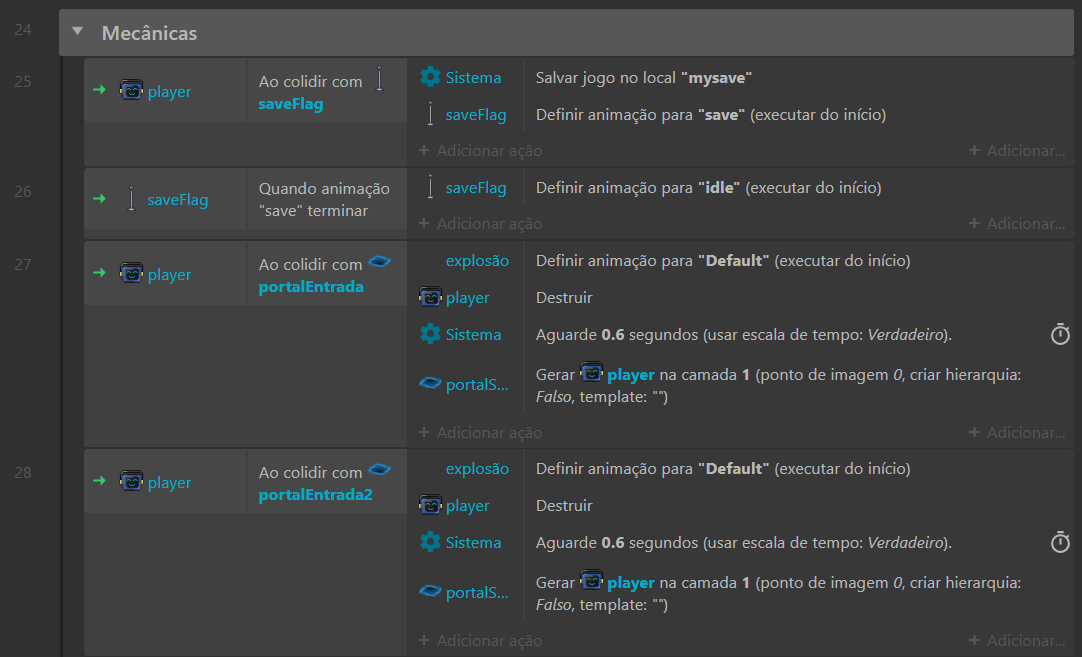 24
Mecânicas
25
player
Ao colidir com
saveFlag
Sistema
Salvar jogo no local "mysave"
saveFlag
Definir animação para "save" (executar do início)
+ Adicionar ação
+ Adicionar...
26
saveFlag
Quando animação
"save" terminar
saveFlag
Definir animação para "idle" (executar do início)
+ Adicionar ação
+ Adicionar...
27
player
Ao colidir com
portalEntrada
explosão
Definir animação para "Default" (executar do início)
player
Destruir
Sistema
Aguarde 0.6 segundos (usar escala de tempo: Verdadeiro).
portalS...
Gerar player na camada 1 (ponto de imagem 0, criar hierarquia:
Falso, template: "")
+ Adicionar ação
+ Adicionar...
28
player
Ao colidir com
portalEntrada2
explosão
Definir animação para "Default" (executar do início)
player
Destruir
Sistema
Aguarde 0.6 segundos (usar escala de tempo: Verdadeiro).
portalS...
Gerar player na camada 1 (ponto de imagem 0, criar hierarquia:
Falso, template: "")
+ Adicionar ação
+ Adicionar...